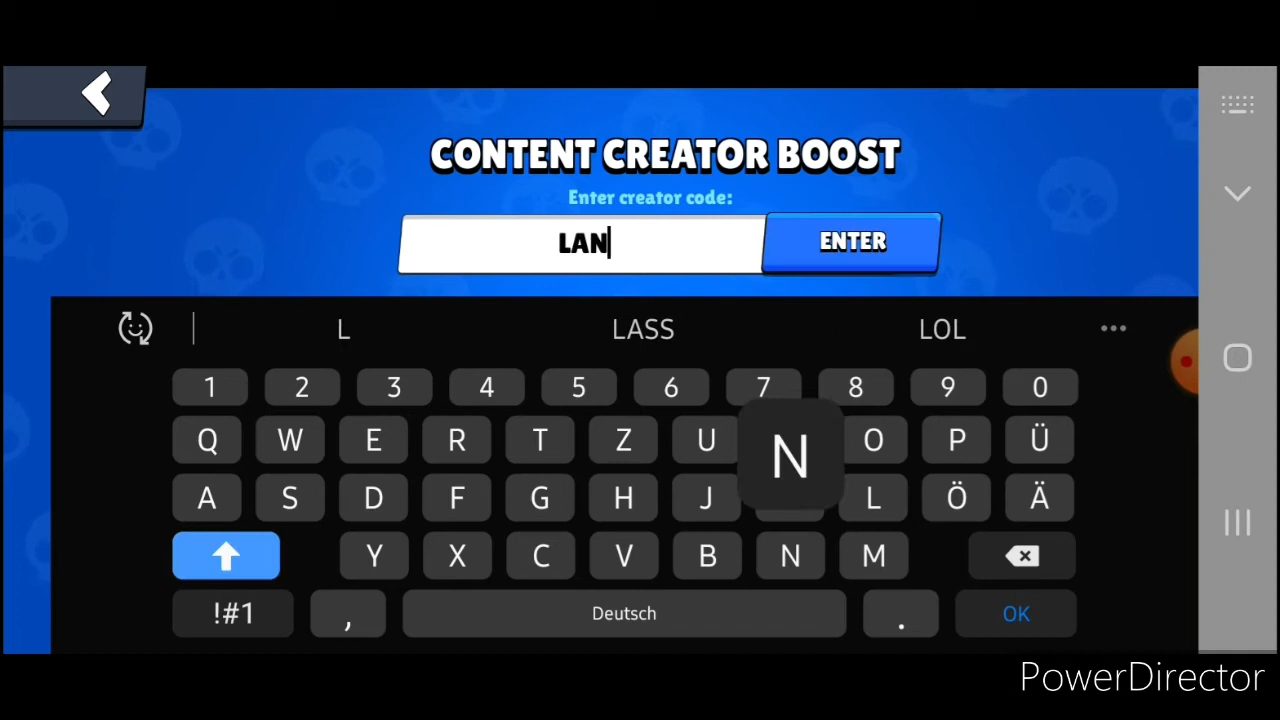 CONTENT CREATOR BOOST
Enter creator code:
LAN
ENTER
L LASS LOL
1 2 3 4 5 6 7 8 9 0
Q W E R T Z U N O P Ü
A S D F G H J L Ö Ä
Y X C V B N M
!#1 , Deutsch . OK
PowerDirector